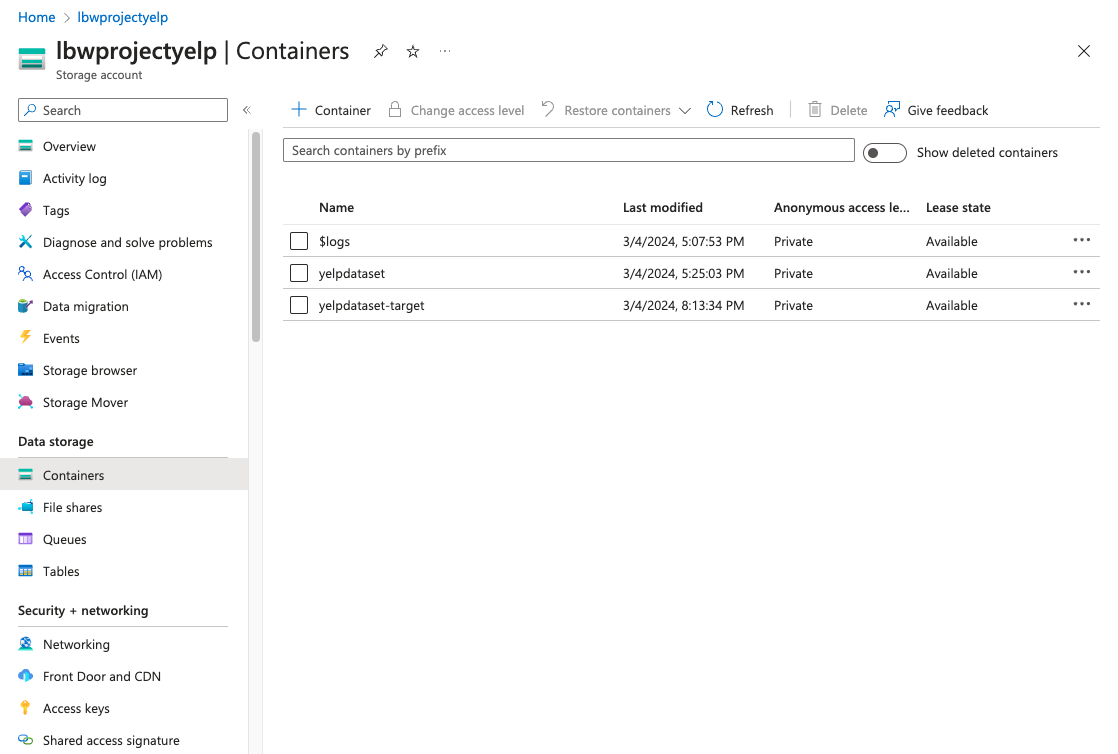 Home > lbwprojectyelp
lbwprojectyelp | Containers ...
Storage account
Search
«
Container
Change access level
Restore containers
Refresh
Delete
Give feedback
Search containers by prefix
Show deleted containers
Overview
Activity log
Tags
Diagnose and solve problems
Access Control (IAM)
Data migration
Events
Storage browser
Storage Mover
Data storage
Containers
File shares
Queues
Tables
Security + networking
Networking
Front Door and CDN
Access keys
Shared access signature
Name Last modified Anonymous access le... Lease state
$logs 3/4/2024, 5:07:53 PM Private Available ...
yelpdataset 3/4/2024, 5:25:03 PM Private Available ...
yelpdataset-target 3/4/2024, 8:13:34 PM Private Available ...